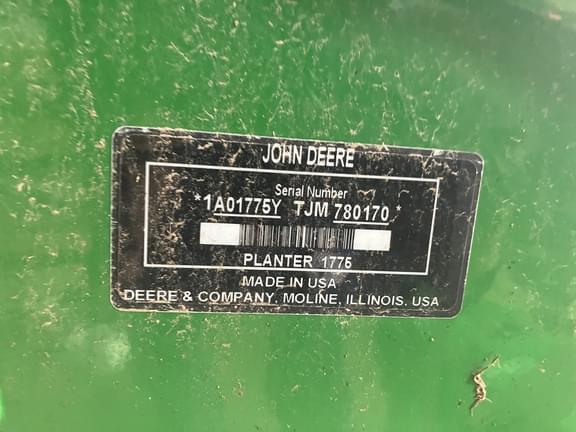 JOHN DEERE
Serial Number
*1A01775Y TJM 780170*
PLANTER 1775
MADE IN USA
DEERE & COMPANY, MOLINE, ILLINOIS, USA